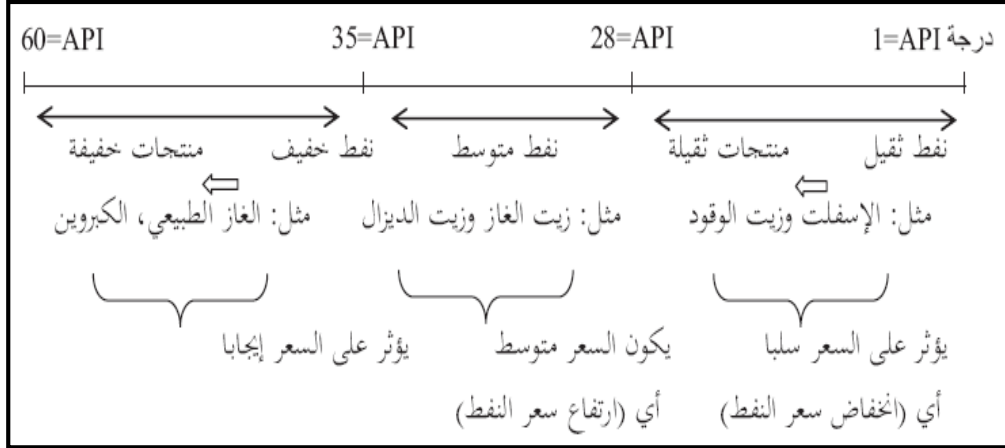 درجة API=1 28=API 35=API 60=API
نفط ثقيل منتجات ثقيلة نفط متوسط نفط خفيف منتجات خفيفة
مثل: الإسفلت وزيت الوقود مثل: زيت الغاز وزيت الديزال مثل: الغاز الطبيعي، الكبروين
يؤثر على السعر سلبا يكون السعر متوسط يؤثر على السعر إيجابا
أي (انخفاض سعر النفط) أي (ارتفاع سعر النفط)